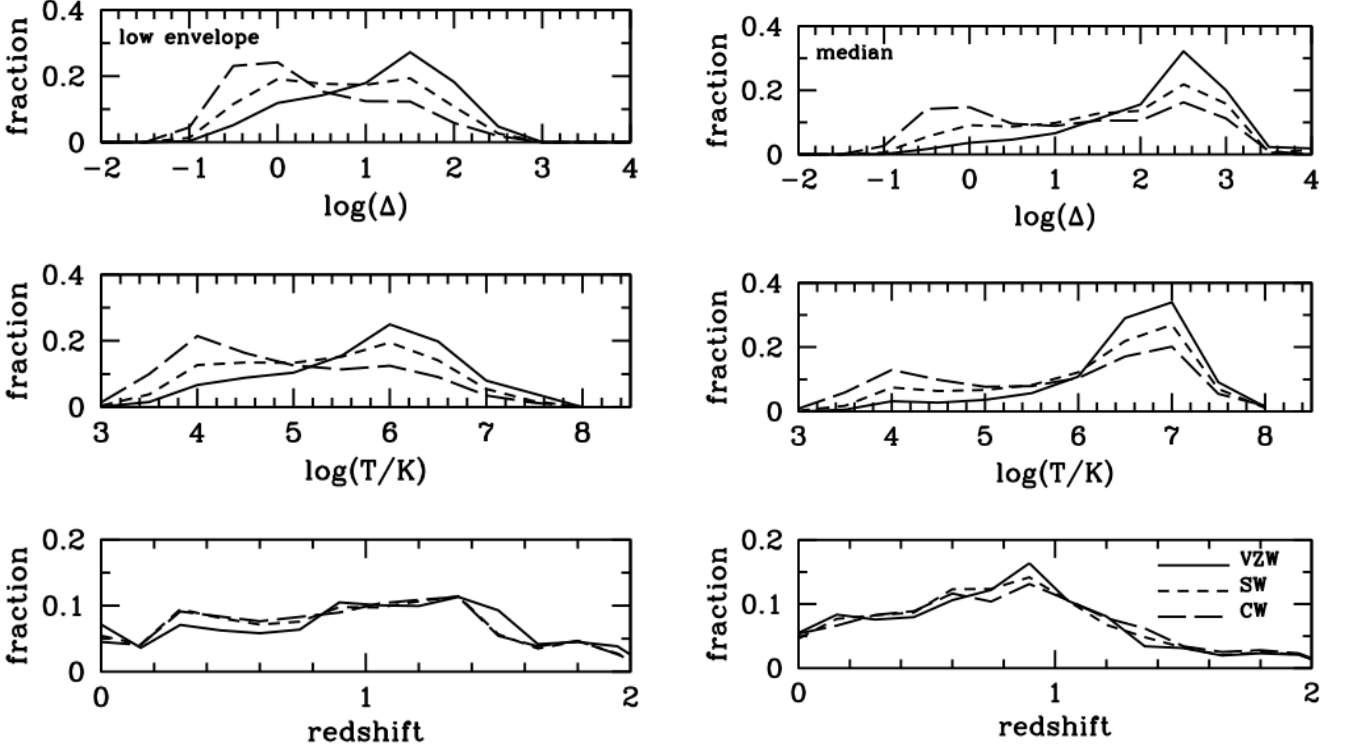 low envelope
fraction
0.4
0.2
0
−2 −1 0 1 2 3 4
log(Δ)
median
fraction
0.4
0.2
0
−2 −1 0 1 2 3 4
log(Δ)
fraction
0.4
0.2
0
3 4 5 6 7 8
log(T/K)
fraction
0.4
0.2
0
3 4 5 6 7 8
log(T/K)
fraction
0.2
0.1
0
0 1 2
redshift
fraction
0.2
0.1
0
VZW
SW
CW
0 1 2
redshift